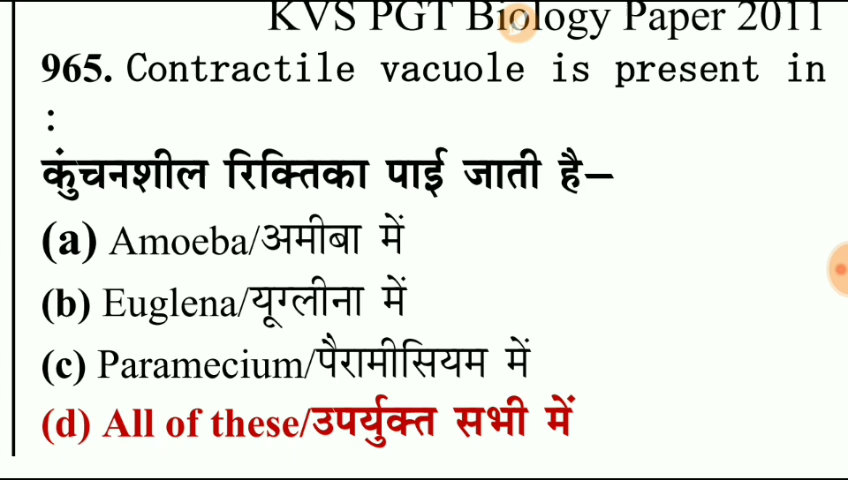 KVS PGT Biology Paper 2011
965. Contractile vacuole is present in
:
कुंचनशील रिक्तिका पाई जाती है–
(a) Amoeba/अमीबा में
(b) Euglena/यूग्लीना में
(c) Paramecium/पैरामीसियम में
(d) All of these/उपर्युक्त सभी में